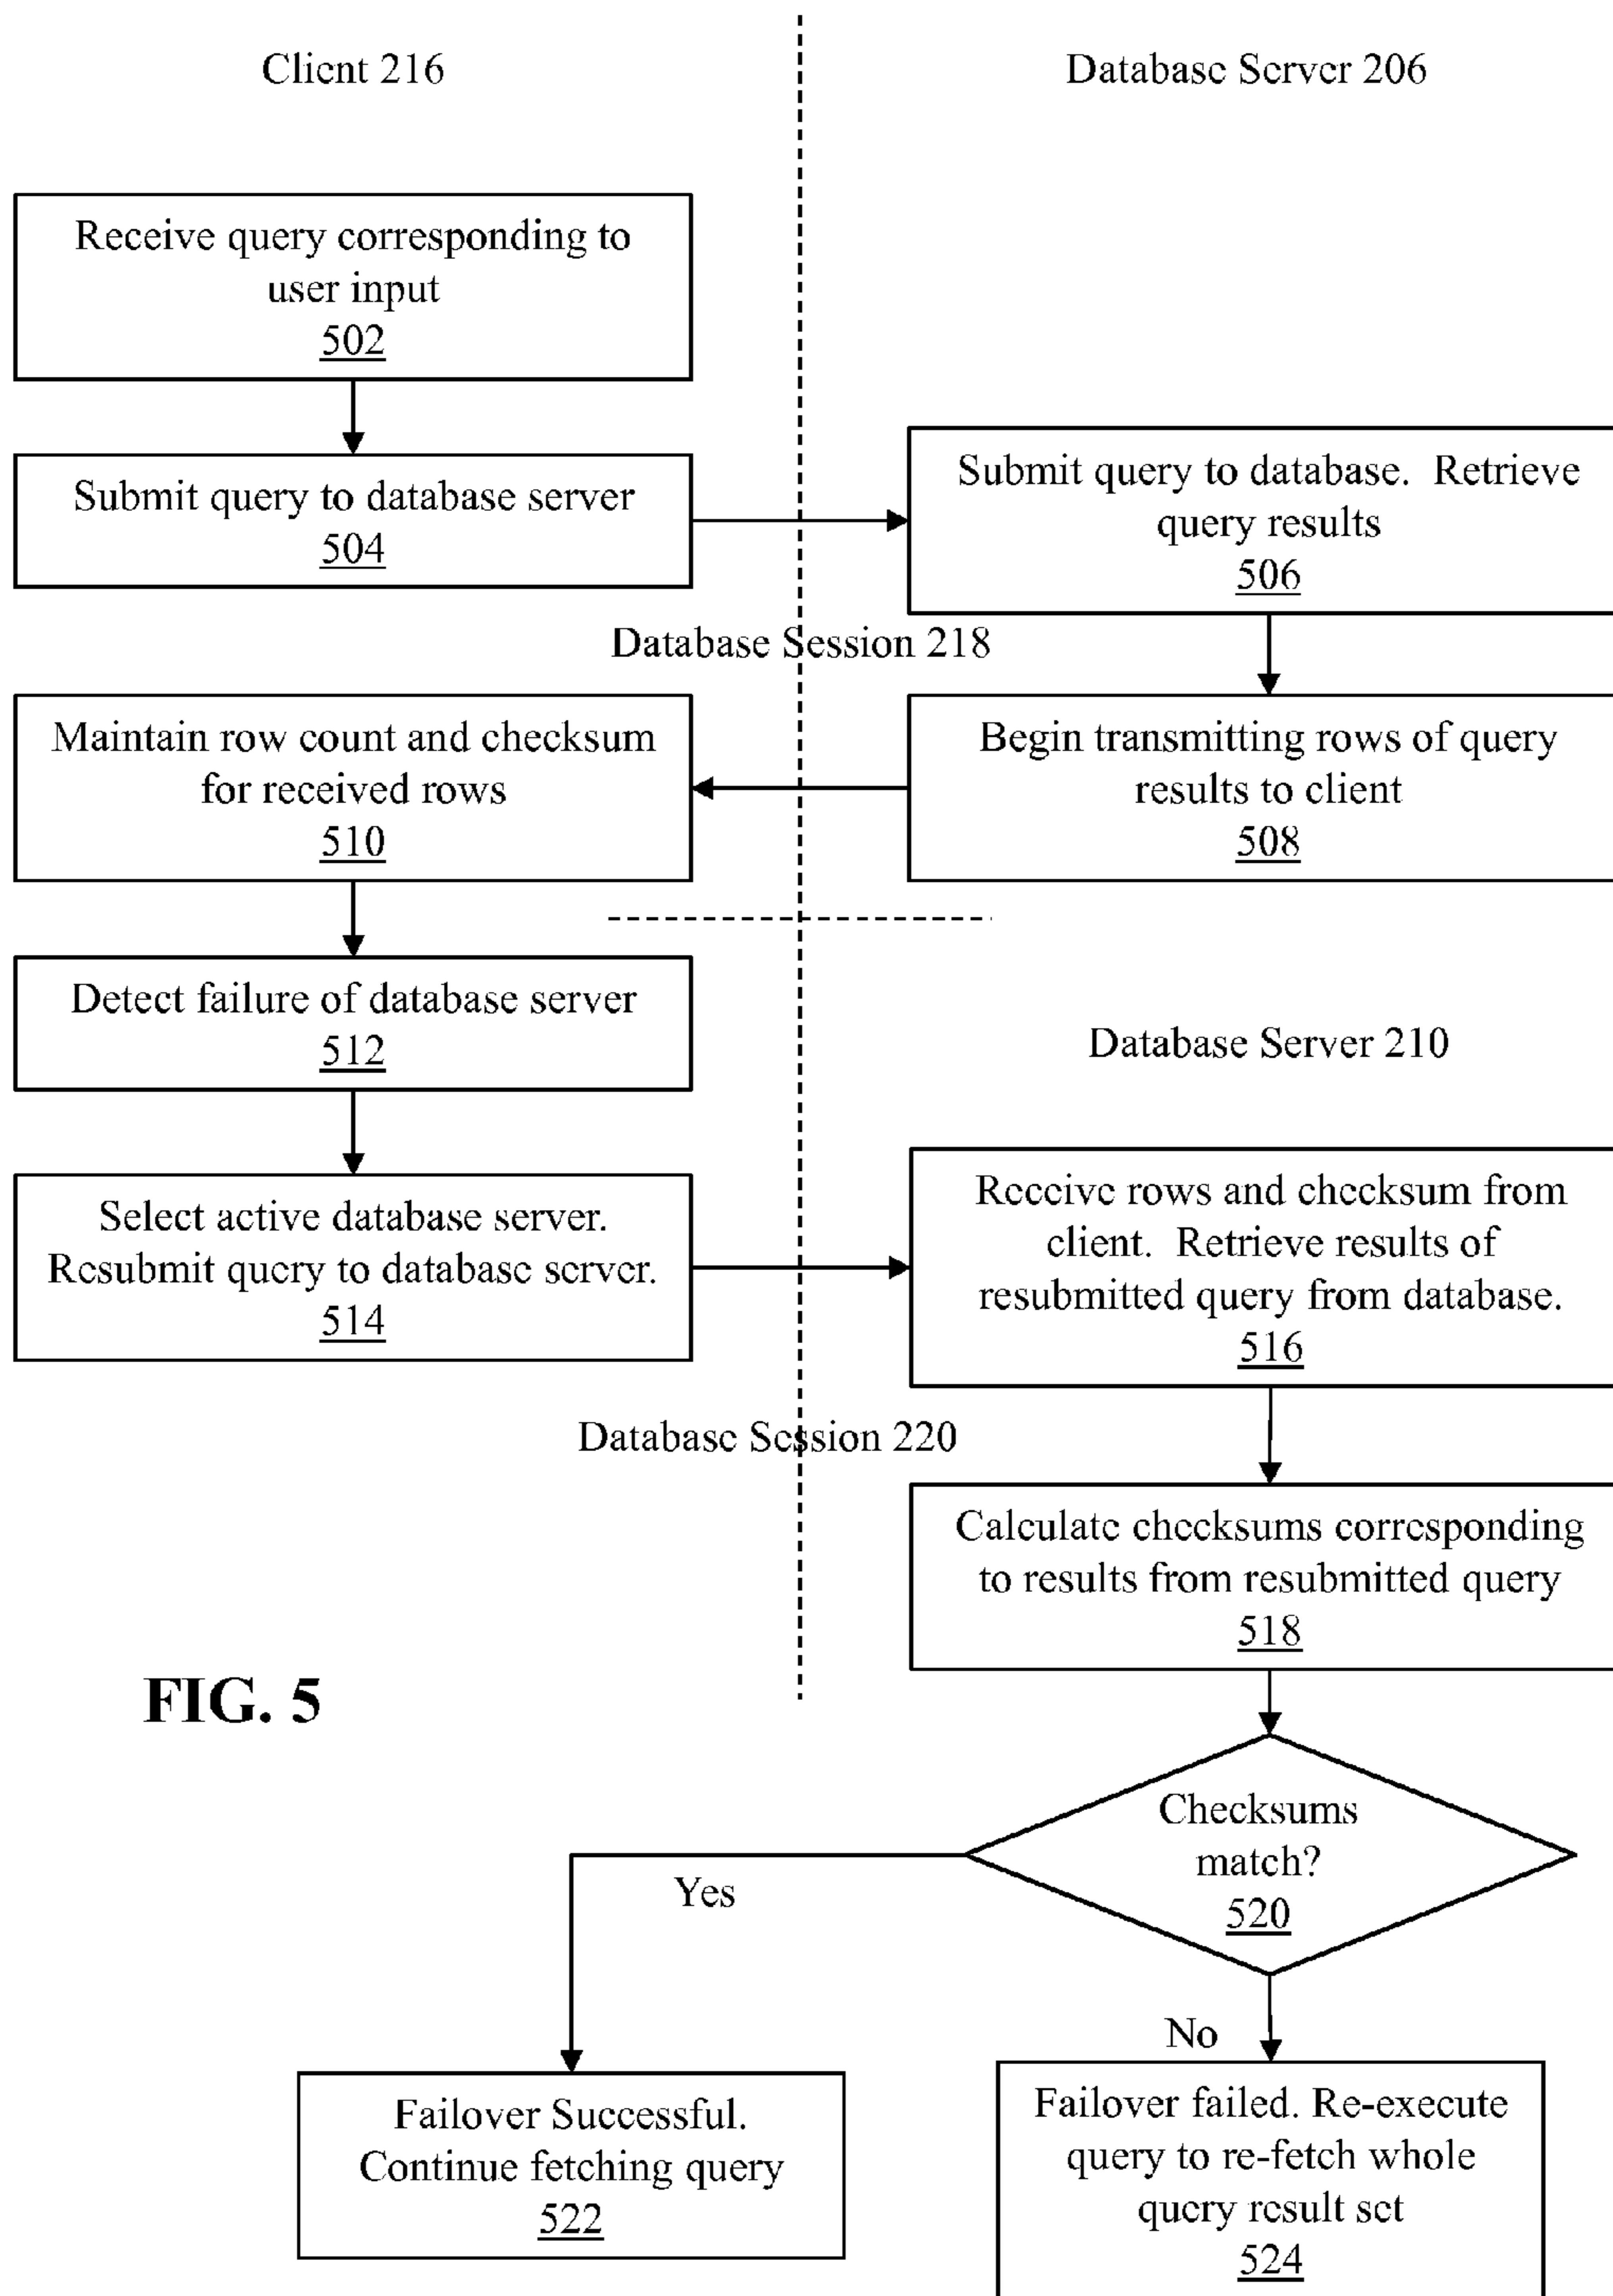 Client 216
Database Server 206
Receive query corresponding to
user input
502
Submit query to database server
504
Submit query to database. Retrieve
query results
506
Database Session 218
Maintain row count and checksum
for received rows
510
Begin transmitting rows of query
results to client
508
Detect failure of database server
512
Database Server 210
Select active database server.
Resubmit query to database server.
514
Receive rows and checksum from
client. Retrieve results of
resubmitted query from database.
516
Database Session 220
Calculate checksums corresponding
to results from resubmitted query
518
FIG. 5
Checksums
match?
520
Yes
No
Failover Successful.
Continue fetching query
522
Failover failed. Re-execute
query to re-fetch whole
query result set
524